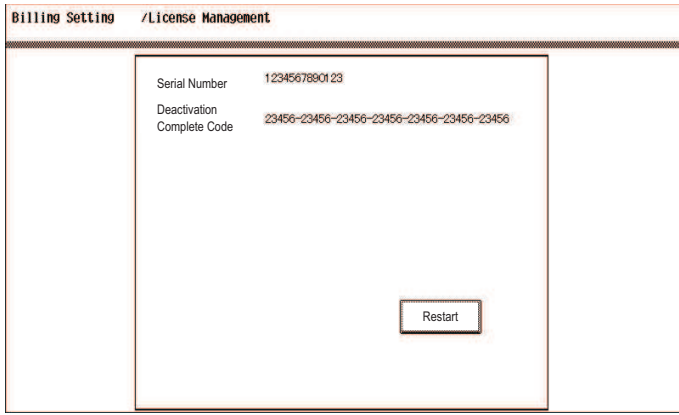 Billing Setting /License Management
Serial Number 1234567890123
Deactivation
Complete Code 23456-23456-23456-23456-23456-23456-23456
Restart